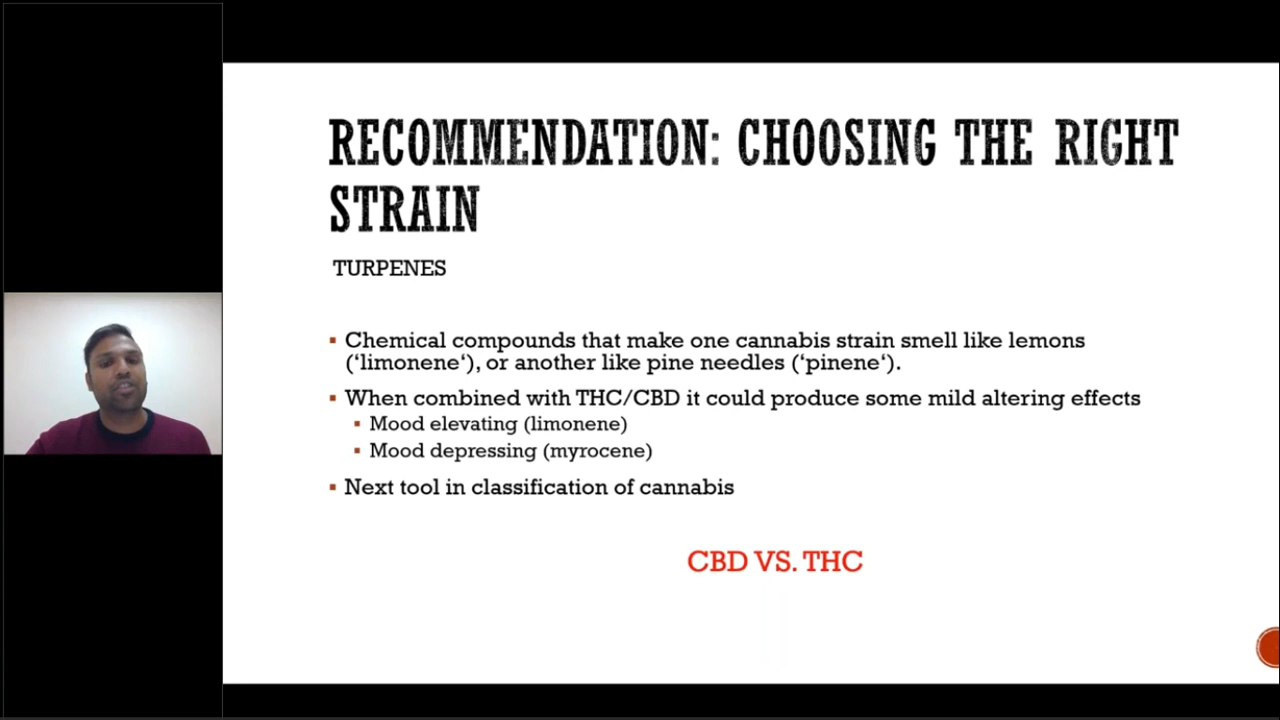 RECOMMENDATION: CHOOSING THE RIGHT
STRAIN
TURPENES
▪ Chemical compounds that make one cannabis strain smell like lemons
(‘limonene‘), or another like pine needles (‘pinene‘).
▪ When combined with THC/CBD it could produce some mild altering effects
▪ Mood elevating (limonene)
▪ Mood depressing (myrocene)
▪ Next tool in classification of cannabis
CBD VS. THC